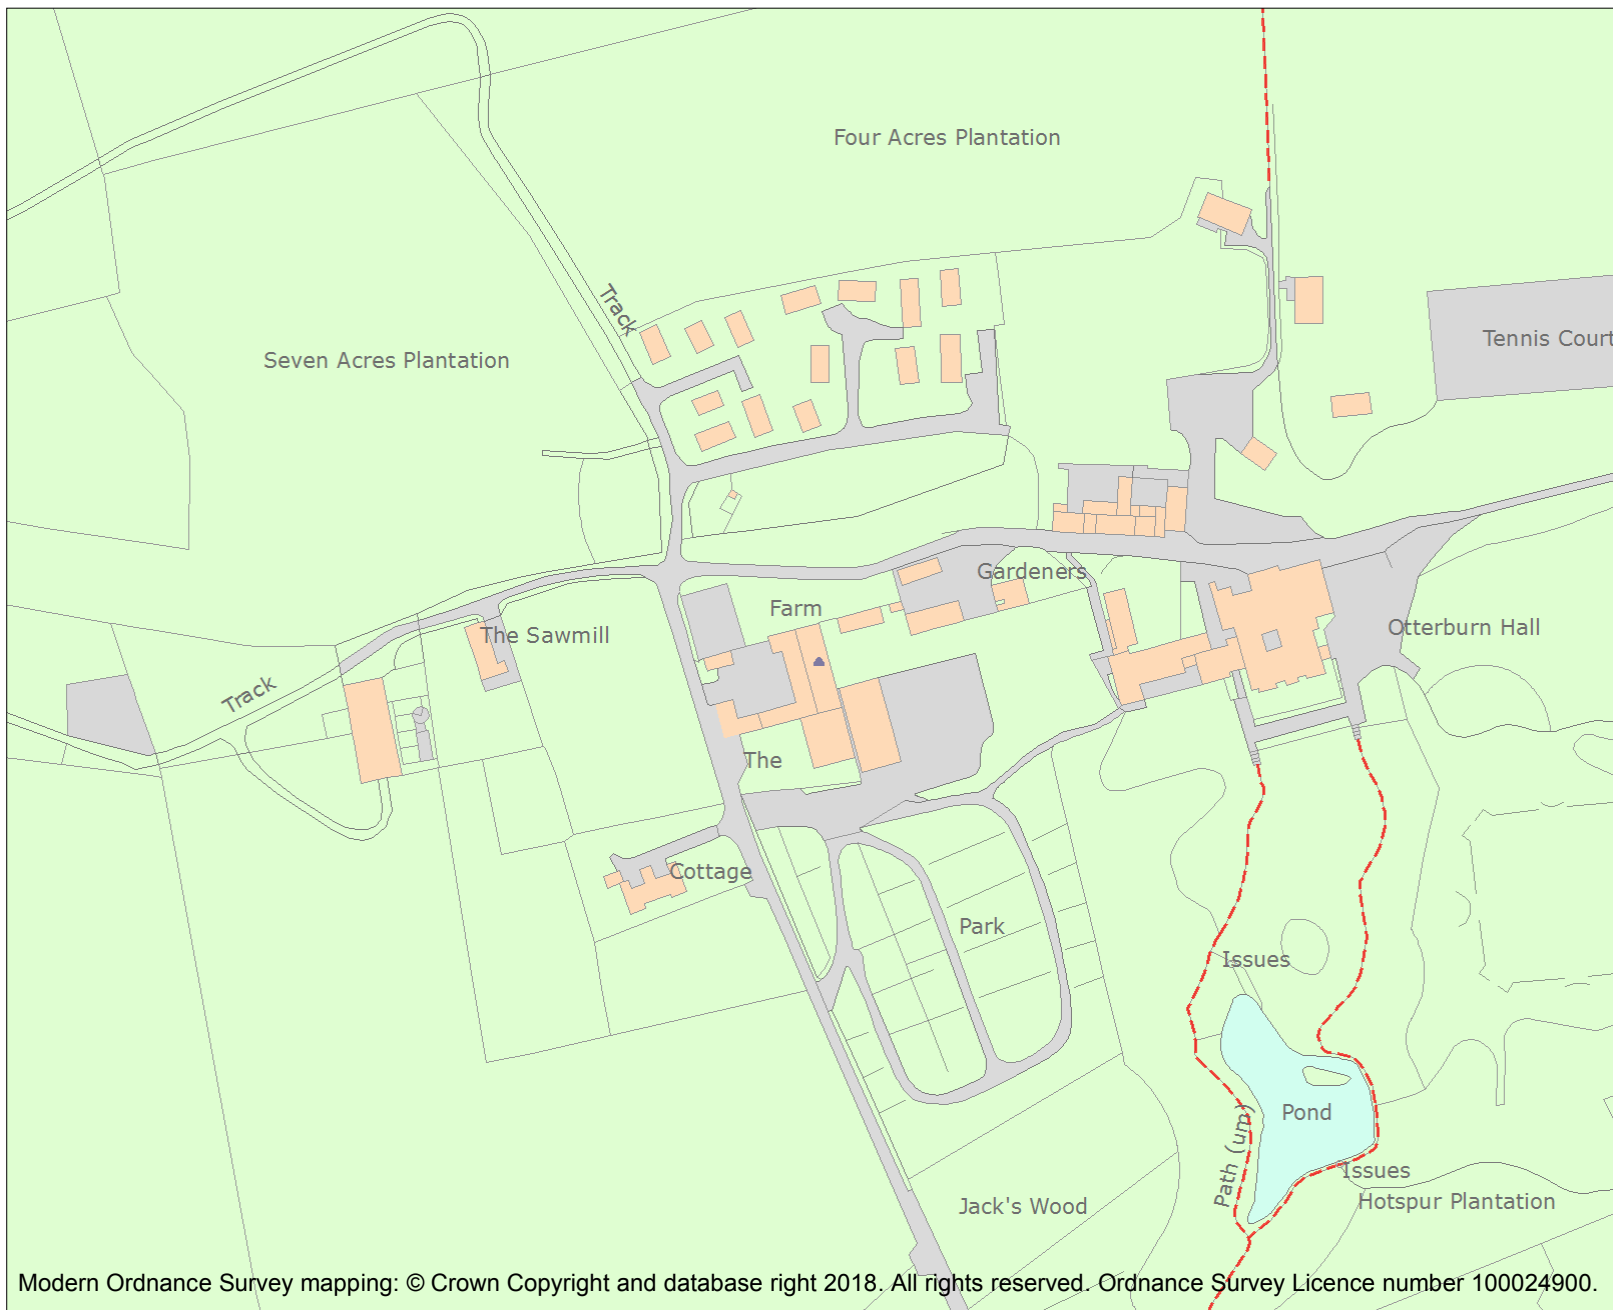 Four Acres Plantation
Track
Tennis Court
Seven Acres Plantation
Gardeners
Farm
The Sawmill
Otterburn Hall
Track
The
Cottage
Park
Issues
Pond
Path (um)
Issues
Hotspur Plantation
Jack's Wood
Modern Ordnance Survey mapping: © Crown Copyright and database right 2018. All rights reserved. Ordnance Survey Licence number 100024900.